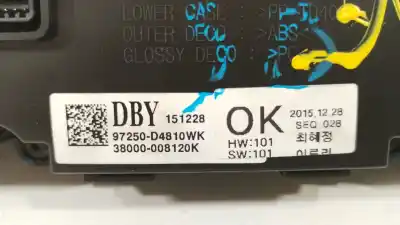 LOWER CASE :
OUTER DECO : >ABS
GLOSSY DECO : >PC
DBY 151228
97250-D4810WK
38000-008120K
OK
HW:101
SW:101
2015.12.28
SEQ 028
최혜정